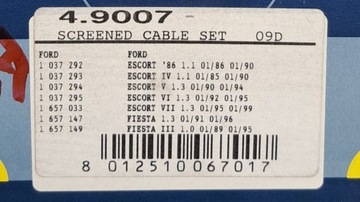 4.9007-
SCREENED CABLE SET 09D
FORD FORD
1 037 292 ESCORT '86 1.1 01/86 01/90
1 037 293 ESCORT IV 1.1 01/85 01/90
1 037 294 ESCORT V 1.3 01/90 01/94
1 037 295 ESCORT VI 1.3 01/92 01/95
1 657 033 ESCORT VII 1.3 01/95 01/99
1 657 147 FIESTA 1.3 01/91 01/96
1 657 149 FIESTA III 1.0 01/89 01/95
8 012510 067017